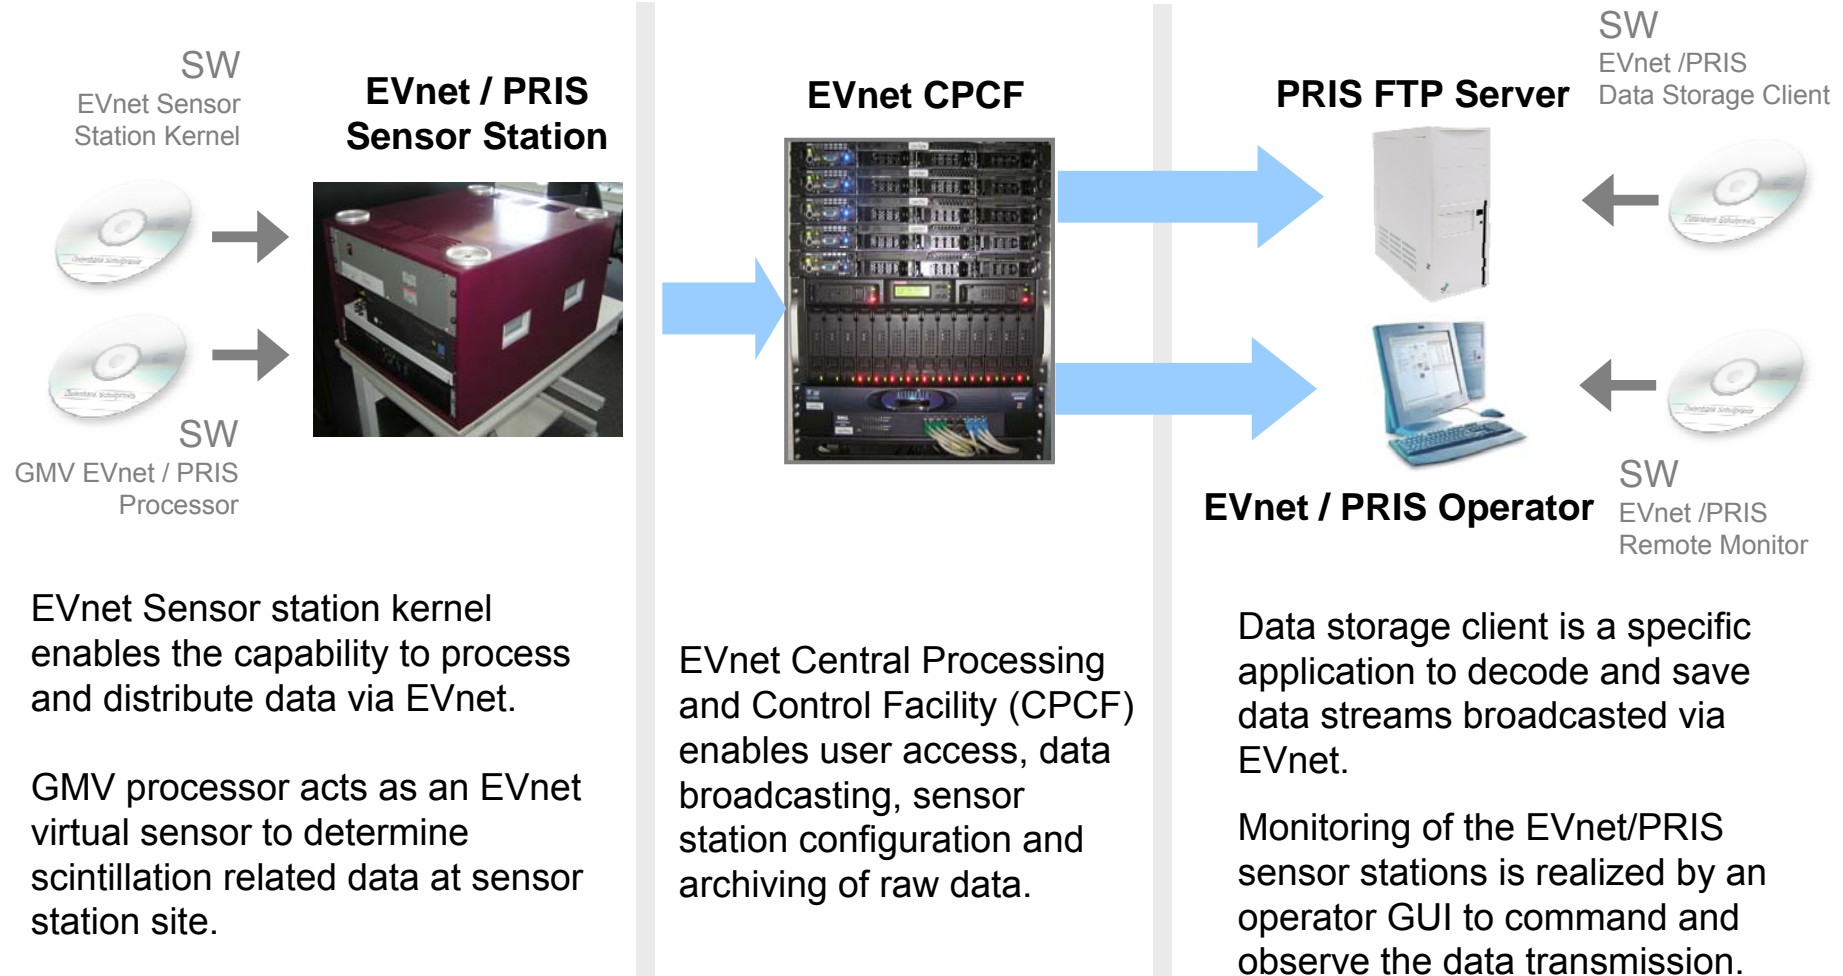 SW
EVnet Sensor
Station Kernel
EVnet / PRIS
Sensor Station
SW
GMV EVnet / PRIS
Processor
EVnet Sensor station kernel
enables the capability to process
and distribute data via EVnet.
GMV processor acts as an EVnet
virtual sensor to determine
scintillation related data at sensor
station site.
EVnet CPCF
EVnet Central Processing
and Control Facility (CPCF)
enables user access, data
broadcasting, sensor
station configuration and
archiving of raw data.
PRIS FTP Server
SW
EVnet /PRIS
Data Storage Client
EVnet / PRIS Operator
SW
EVnet /PRIS
Remote Monitor
Data storage client is a specific
application to decode and save
data streams broadcasted via
EVnet.
Monitoring of the EVnet/PRIS
sensor stations is realized by an
operator GUI to command and
observe the data transmission.